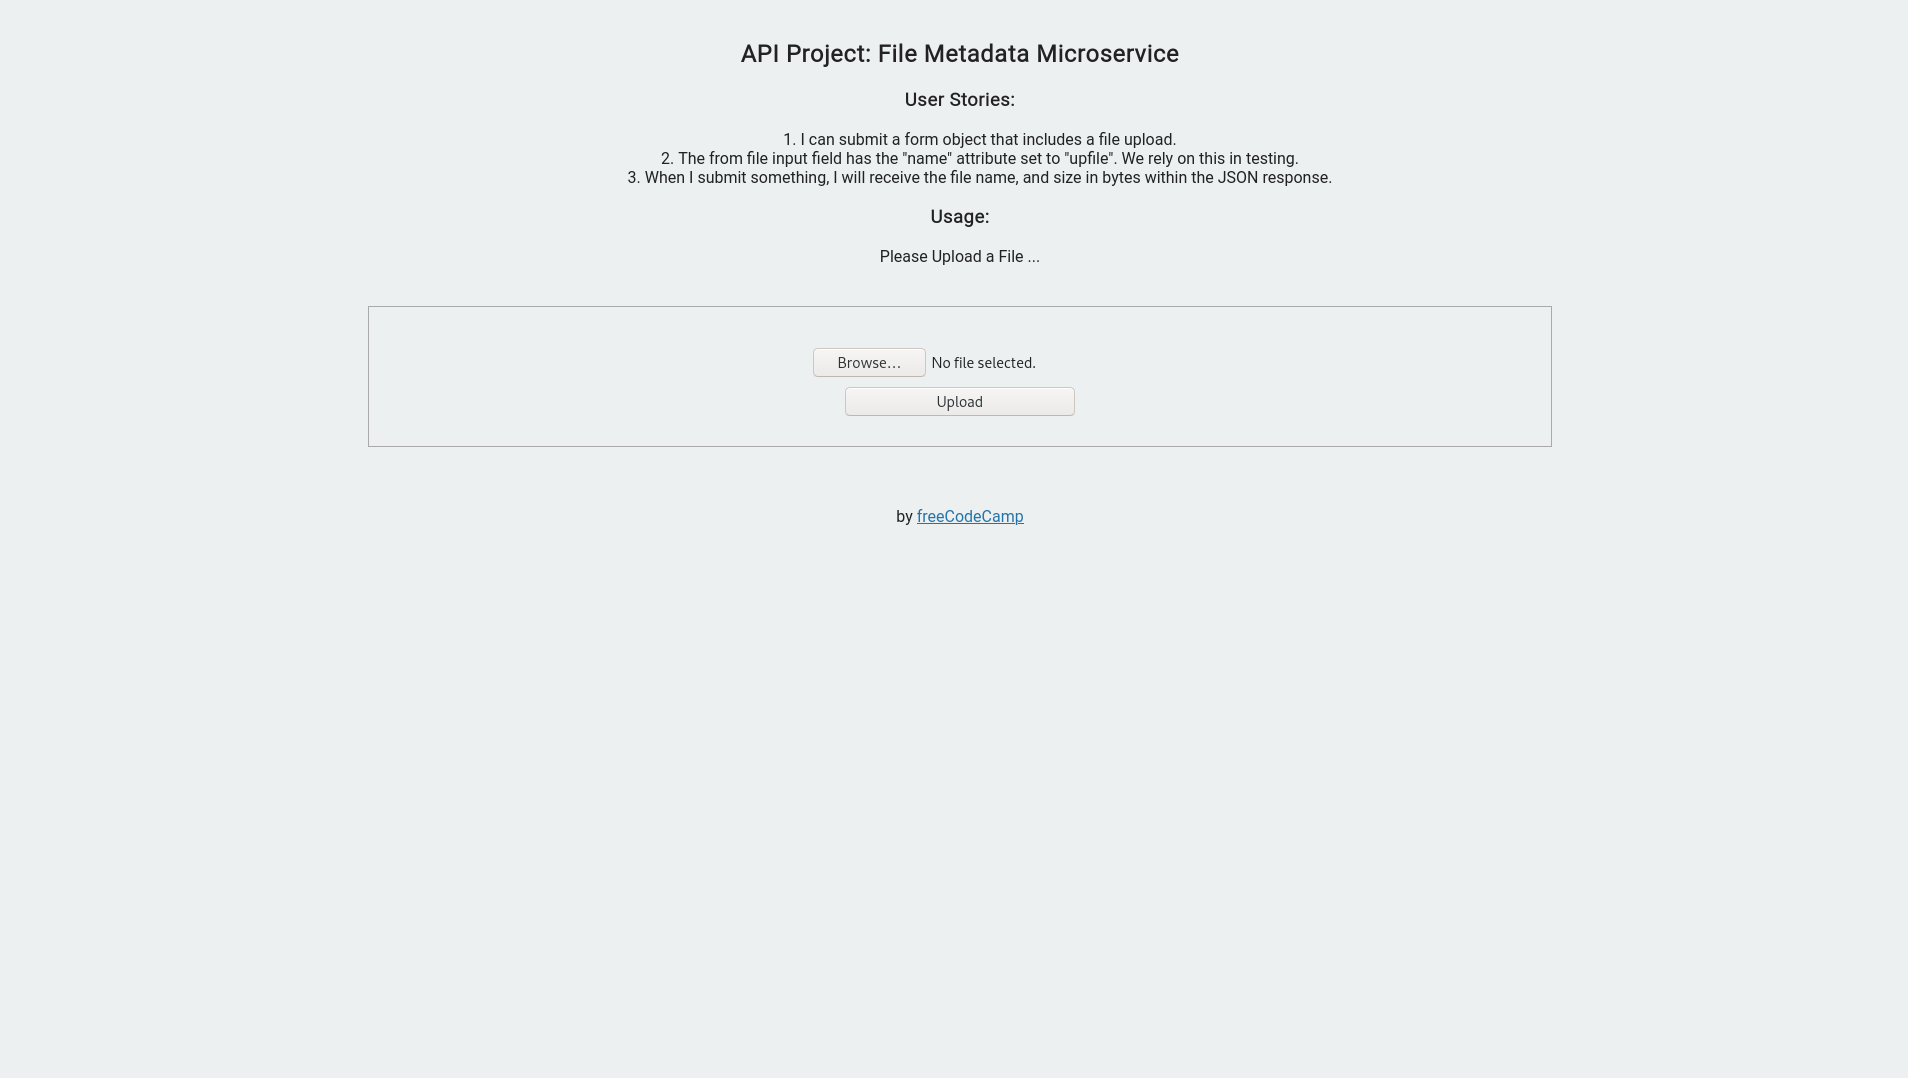 API Project: File Metadata Microservice
User Stories:
1. I can submit a form object that includes a file upload.
2. The from file input field has the "name" attribute set to "upfile". We rely on this in testing.
3. When I submit something, I will receive the file name, and size in bytes within the JSON response.
Usage:
Please Upload a File ...
Browse... No file selected.
Upload
by freeCodeCamp